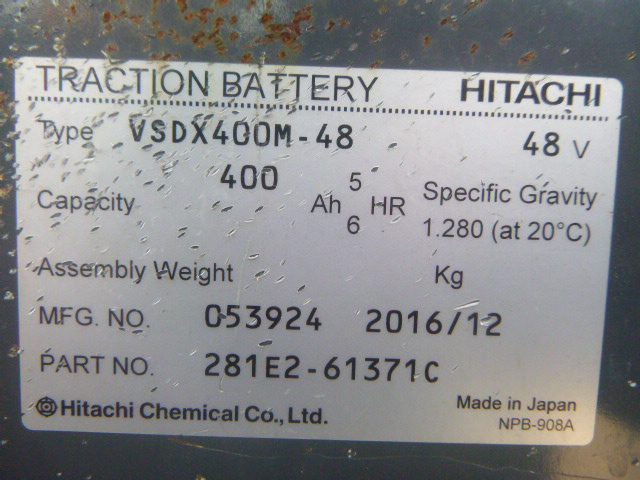 TRACTION BATTERY HITACHI
Type VSDX400M-48 48 V
Capacity 400 Ah 5 HR Specific Gravity
6 1.280 (at 20°C)
Assembly Weight Kg
MFG. NO. 053924 2016/12
PART NO. 281E2-61371C
Hitachi Chemical Co., Ltd. Made in Japan
NPB-908A